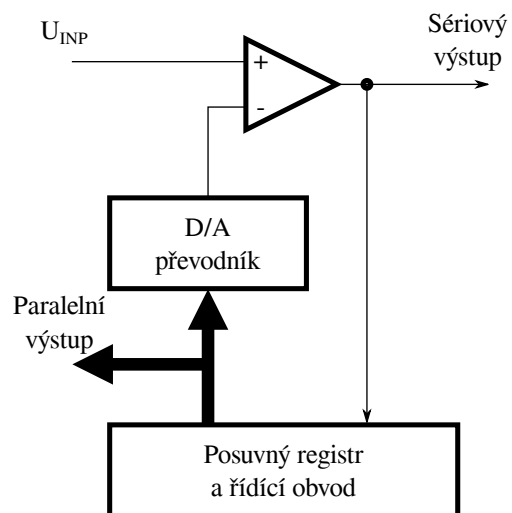 U_INP
Sériový
výstup
+
-
D/A
převodník
Paralelní
výstup
Posuvný registr
a řídící obvod